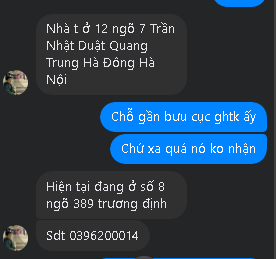 Nhà t ở 12 ngõ 7 Trần
Nhật Duật Quang
Trung Hà Đông Hà
Nội
Chỗ gần bưu cục ghtk ấy
Chứ xa quá nó ko nhận
Hiện tại đang ở số 8
ngõ 389 trương định
Sdt 0396200014